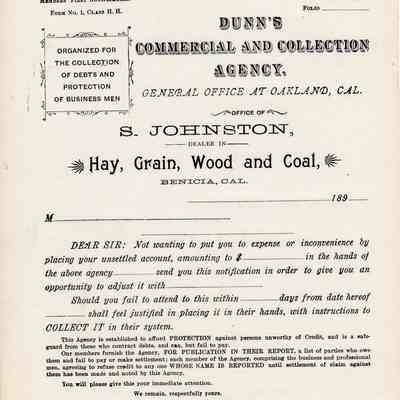 MEMBERS' FIRST NOTIFICATION.
FORM NO. 1, CLASS H. H.
FOLIO
ORGANIZED FOR
THE COLLECTION
OF DEBTS AND
PROTECTION
OF BUSINESS MEN
DUNN'S
COMMERCIAL AND COLLECTION
AGENCY.
GENERAL OFFICE AT OAKLAND, CAL.
OFFICE OF
S. JOHNSTON,
DEALER IN
Hay, Grain, Wood and Coal,
BENICIA, CAL.
189
M
DEAR SIR: Not wanting to put you to expense or inconvenience by
placing your unsettled account, amounting to $ in the hands of
the above agency send you this notification in order to give you an
opportunity to adjust it with
Should you fail to attend to this within days from date hereof
shall feel justified in placing it in their hands, with instructions to
COLLECT IT in their system.
This Agency is established to afford PROTECTION against persons unworthy of Credit, and is a safe-
guard from those who contract debts, and can, but fail to pay.
Our members furnish the Agency, FOR PUBLICATION IN THEIR REPORT, a list of parties who owe
them and fail to pay or make settlement; each member of the Agency, comprising the business and professional
men, agreeing to refuse credit to any one WHOSE NAME IS REPORTED until settlement of claim against
them has been made and noted by this Agency.
You will please give this your immediate attention.
We remain, respectfully yours,